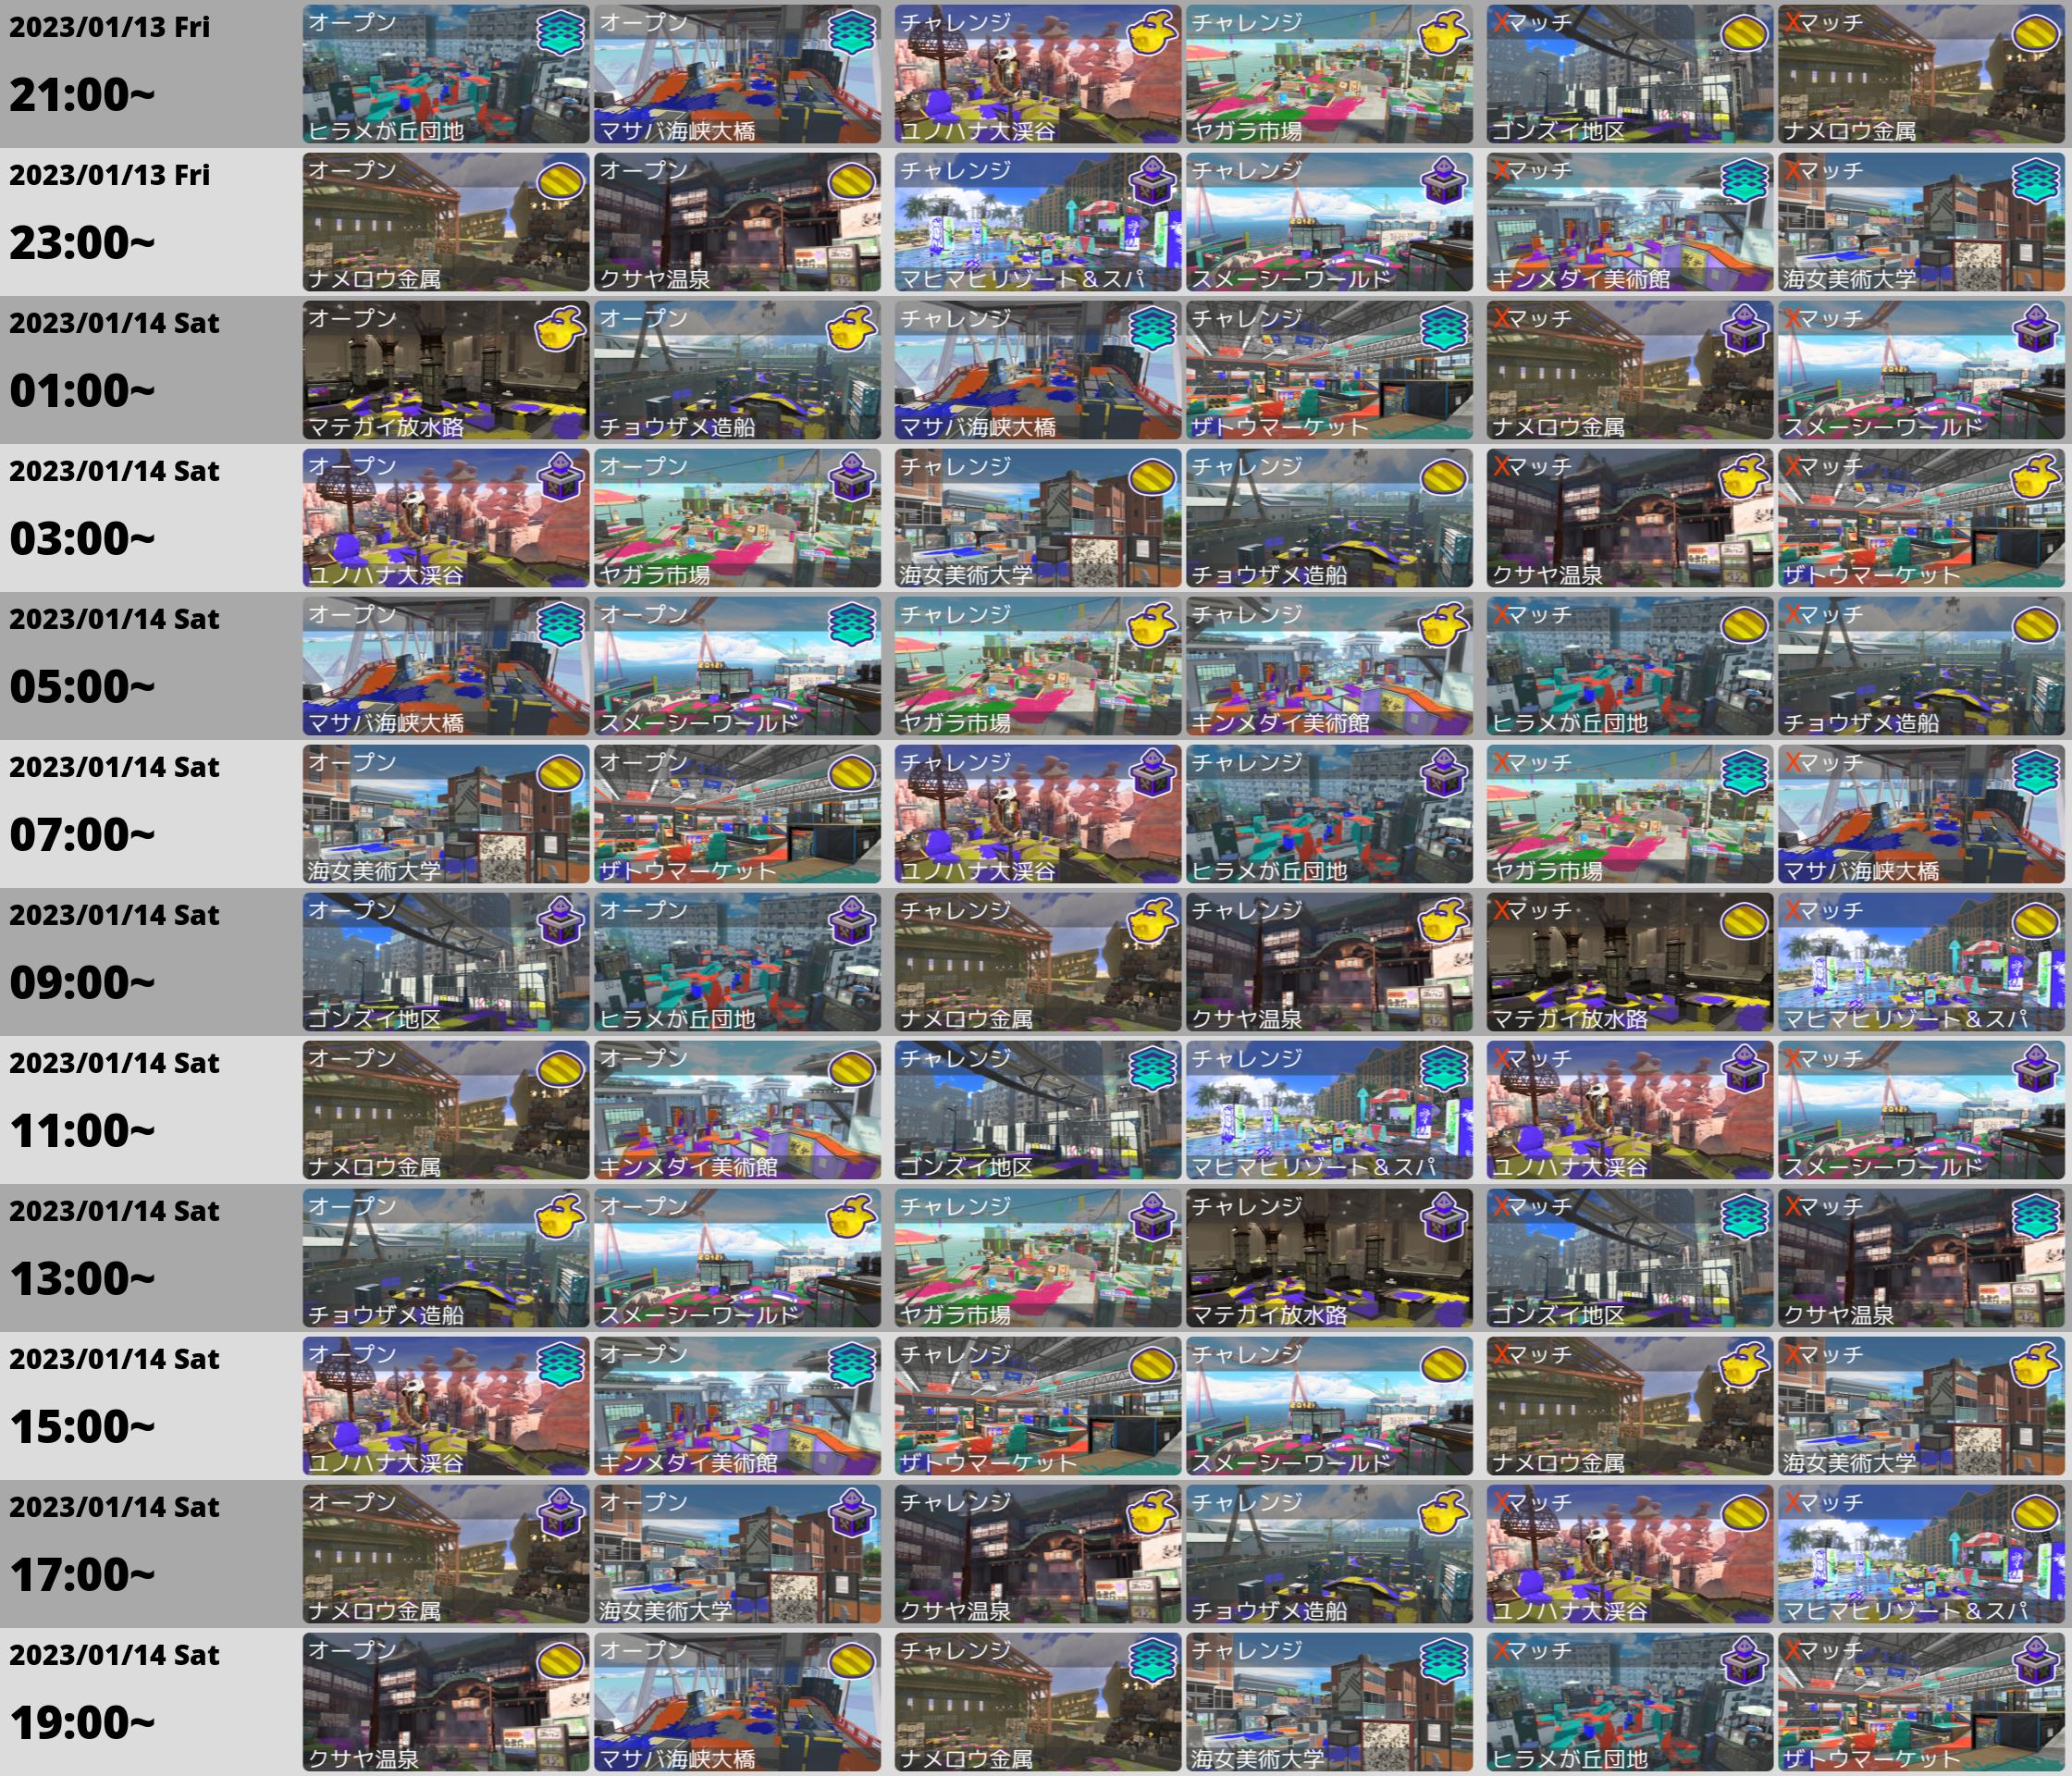 2023/01/13 Fri
21:00~
オープン オープン チャレンジ チャレンジ Xマッチ Xマッチ
ヒラメが丘団地 マサバ海峡大橋 ユノハナ大渓谷 ヤガラ市場 ゴンズイ地区 ナメロウ金属
2023/01/13 Fri
23:00~
オープン オープン チャレンジ チャレンジ Xマッチ Xマッチ
ナメロウ金属 クサヤ温泉 マヒマヒリゾート＆スパ スメーシーワールド キンメダイ美術館 海女美術大学
2023/01/14 Sat
01:00~
オープン オープン チャレンジ チャレンジ Xマッチ Xマッチ
マテガイ放水路 チョウザメ造船 マサバ海峡大橋 ザトウマーケット ナメロウ金属 スメーシーワールド
2023/01/14 Sat
03:00~
オープン オープン チャレンジ チャレンジ Xマッチ Xマッチ
ユノハナ大渓谷 ヤガラ市場 海女美術大学 チョウザメ造船 クサヤ温泉 ザトウマーケット
2023/01/14 Sat
05:00~
オープン オープン チャレンジ チャレンジ Xマッチ Xマッチ
マサバ海峡大橋 スメーシーワールド ヤガラ市場 キンメダイ美術館 ヒラメが丘団地 チョウザメ造船
2023/01/14 Sat
07:00~
オープン オープン チャレンジ チャレンジ Xマッチ Xマッチ
海女美術大学 ザトウマーケット ユノハナ大渓谷 ヒラメが丘団地 ヤガラ市場 マサバ海峡大橋
2023/01/14 Sat
09:00~
オープン オープン チャレンジ チャレンジ Xマッチ Xマッチ
ゴンズイ地区 ヒラメが丘団地 ナメロウ金属 クサヤ温泉 マテガイ放水路 マヒマヒリゾート＆スパ
2023/01/14 Sat
11:00~
オープン オープン チャレンジ チャレンジ Xマッチ Xマッチ
ナメロウ金属 キンメダイ美術館 ゴンズイ地区 マヒマヒリゾート＆スパ ユノハナ大渓谷 スメーシーワールド
2023/01/14 Sat
13:00~
オープン オープン チャレンジ チャレンジ Xマッチ Xマッチ
チョウザメ造船 スメーシーワールド ヤガラ市場 マテガイ放水路 ゴンズイ地区 クサヤ温泉
2023/01/14 Sat
15:00~
オープン オープン チャレンジ チャレンジ Xマッチ Xマッチ
ユノハナ大渓谷 キンメダイ美術館 ザトウマーケット スメーシーワールド ナメロウ金属 海女美術大学
2023/01/14 Sat
17:00~
オープン オープン チャレンジ チャレンジ Xマッチ Xマッチ
ナメロウ金属 海女美術大学 クサヤ温泉 チョウザメ造船 ユノハナ大渓谷 マヒマヒリゾート＆スパ
2023/01/14 Sat
19:00~
オープン オープン チャレンジ チャレンジ Xマッチ Xマッチ
クサヤ温泉 マサバ海峡大橋 ナメロウ金属 海女美術大学 ヒラメが丘団地 ザトウマーケット